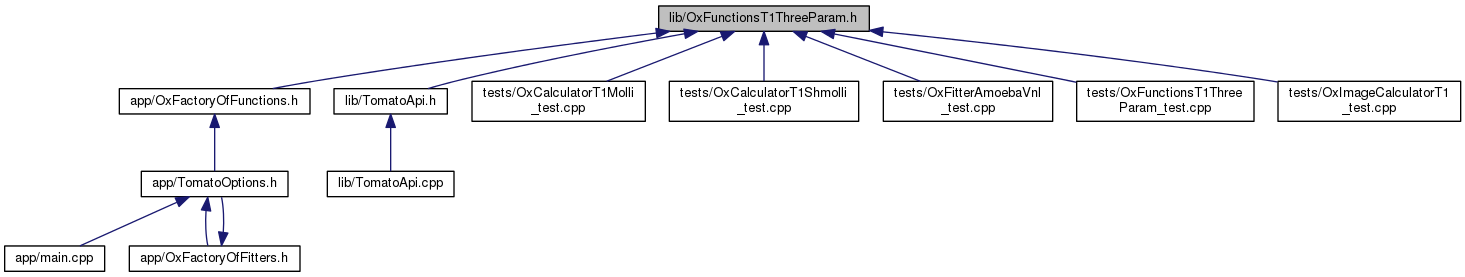 lib/OxFunctionsT1ThreeParam.h
app/OxFactoryOfFunctions.h
lib/TomatoApi.h
tests/OxCalculatorT1Molli
_test.cpp
tests/OxCalculatorT1Shmolli
_test.cpp
tests/OxFitterAmoebaVnl
_test.cpp
tests/OxFunctionsT1Three
Param_test.cpp
tests/OxImageCalculatorT1
_test.cpp
app/TomatoOptions.h
lib/TomatoApi.cpp
app/main.cpp
app/OxFactoryOfFitters.h